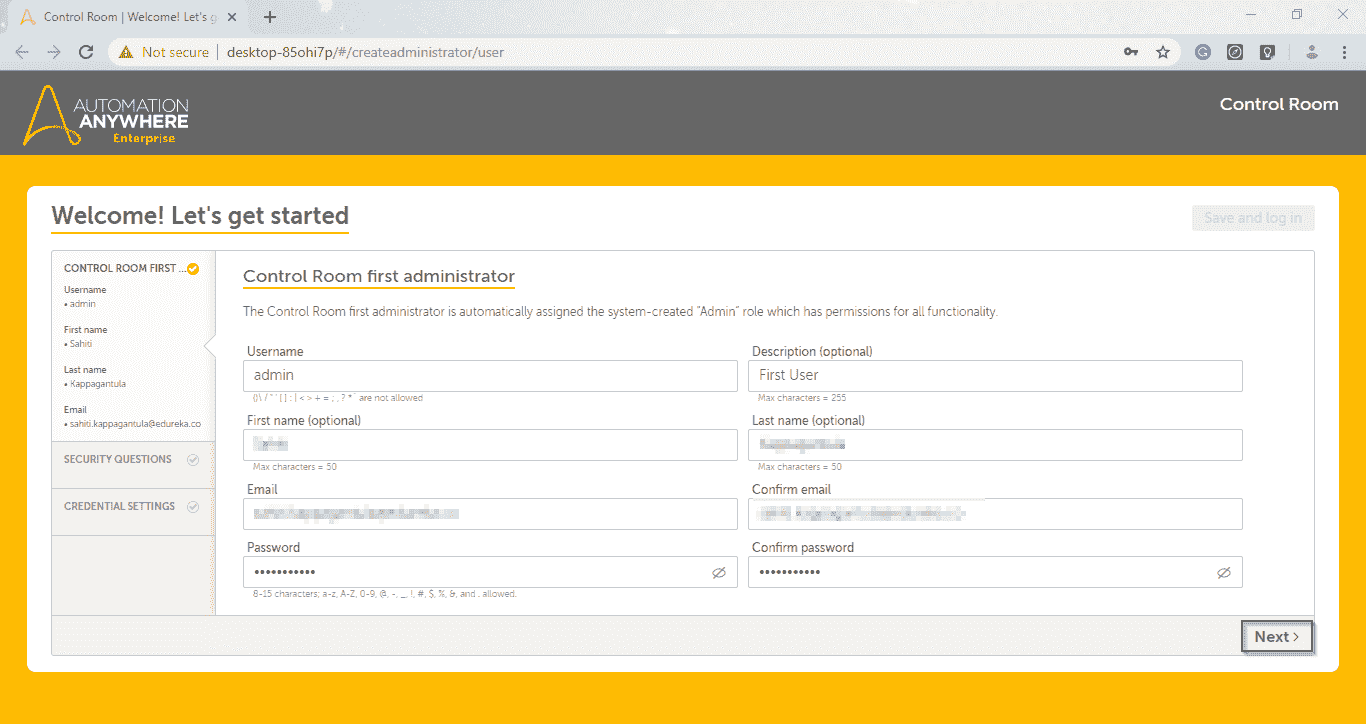 Control Room | Welcome! Let's g
Not secure | desktop-85ohi7p/#/createadministrator/user
AUTOMATION
ANYWHERE
Enterprise
Control Room
Welcome! Let's get started
Save and log in
CONTROL ROOM FIRST ...
Username
• admin
First name
• Sahiti
Last name
• Kappagantula
Email
• sahiti.kappagantula@edureka.co
SECURITY QUESTIONS
CREDENTIAL SETTINGS
Control Room first administrator
The Control Room first administrator is automatically assigned the system-created "Admin" role which has permissions for all functionality.
Username
admin
are not allowed
Description (optional)
First User
Max characters = 255
First name (optional)
Max characters = 50
Last name (optional)
Max characters = 50
Email
Confirm email
Password
•••••••••••
8-15 characters; a-z, A-Z, 0-9, @, -, _, !, #, $, %, &, and . allowed.
Confirm password
•••••••••••
Next >